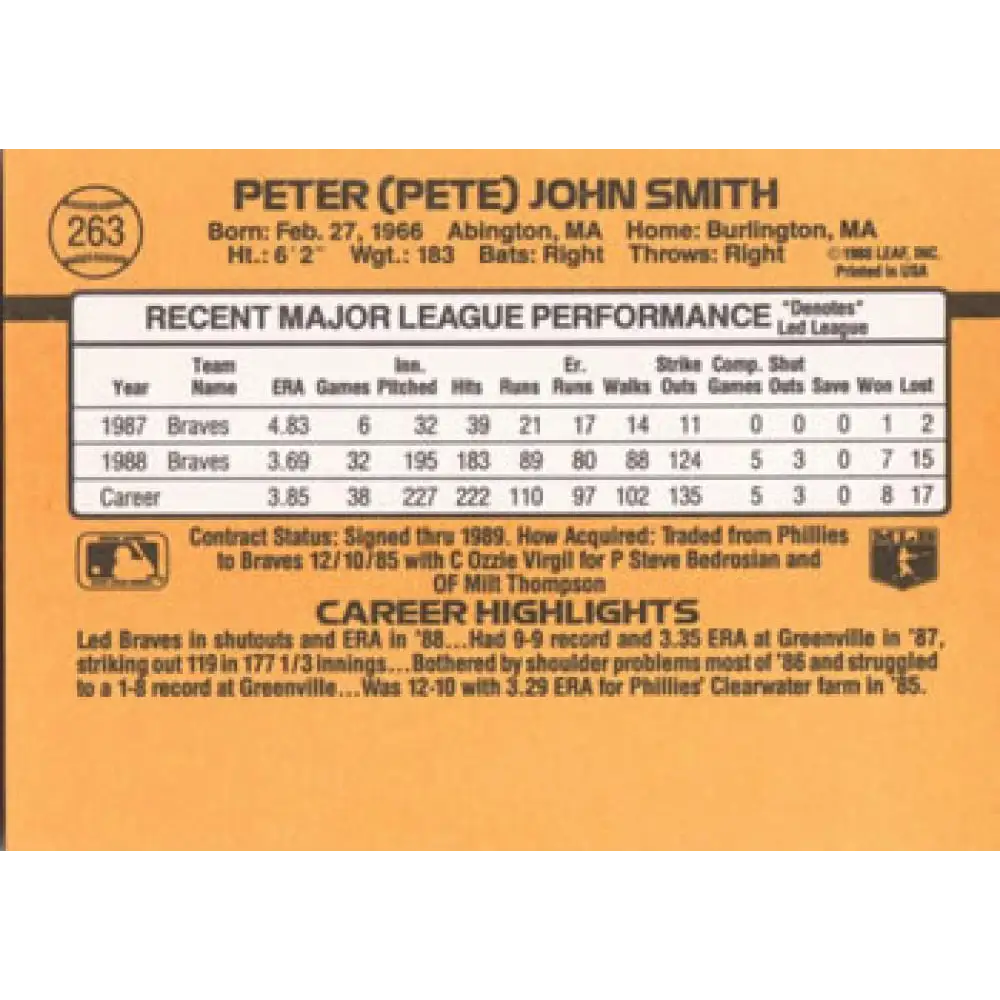 263
PETER (PETE) JOHN SMITH
Born: Feb. 27, 1966 Abington, MA Home: Burlington, MA
Ht.: 6' 2" Wgt.: 183 Bats: Right Throws: Right
© 1988 LEAF, INC.
Printed in USA
RECENT MAJOR LEAGUE PERFORMANCE "Denotes" Led League
Year Team Name ERA Games Inn. Pitched Hits Runs Er. Runs Walks Strike Outs Comp. Games Shut Outs Save Won Lost
1987 Braves 4.83 6 32 39 21 17 14 11 0 0 0 1 2
1988 Braves 3.69 32 195 183 89 80 88 124 5 3 0 7 15
Career 3.85 38 227 222 110 97 102 135 5 3 0 8 17
Contract Status: Signed thru 1989. How Acquired: Traded from Phillies
to Braves 12/10/85 with C Ozzie Virgil for P Steve Bedrosian and
OF Milt Thompson
CAREER HIGHLIGHTS
Led Braves in shutouts and ERA in '88...Had 9-9 record and 3.35 ERA at Greenville in '87,
striking out 119 in 177 1/3 innings...Bothered by shoulder problems most of '86 and struggled
to a 1-8 record at Greenville...Was 12-10 with 3.29 ERA for Phillies' Clearwater farm in '85.